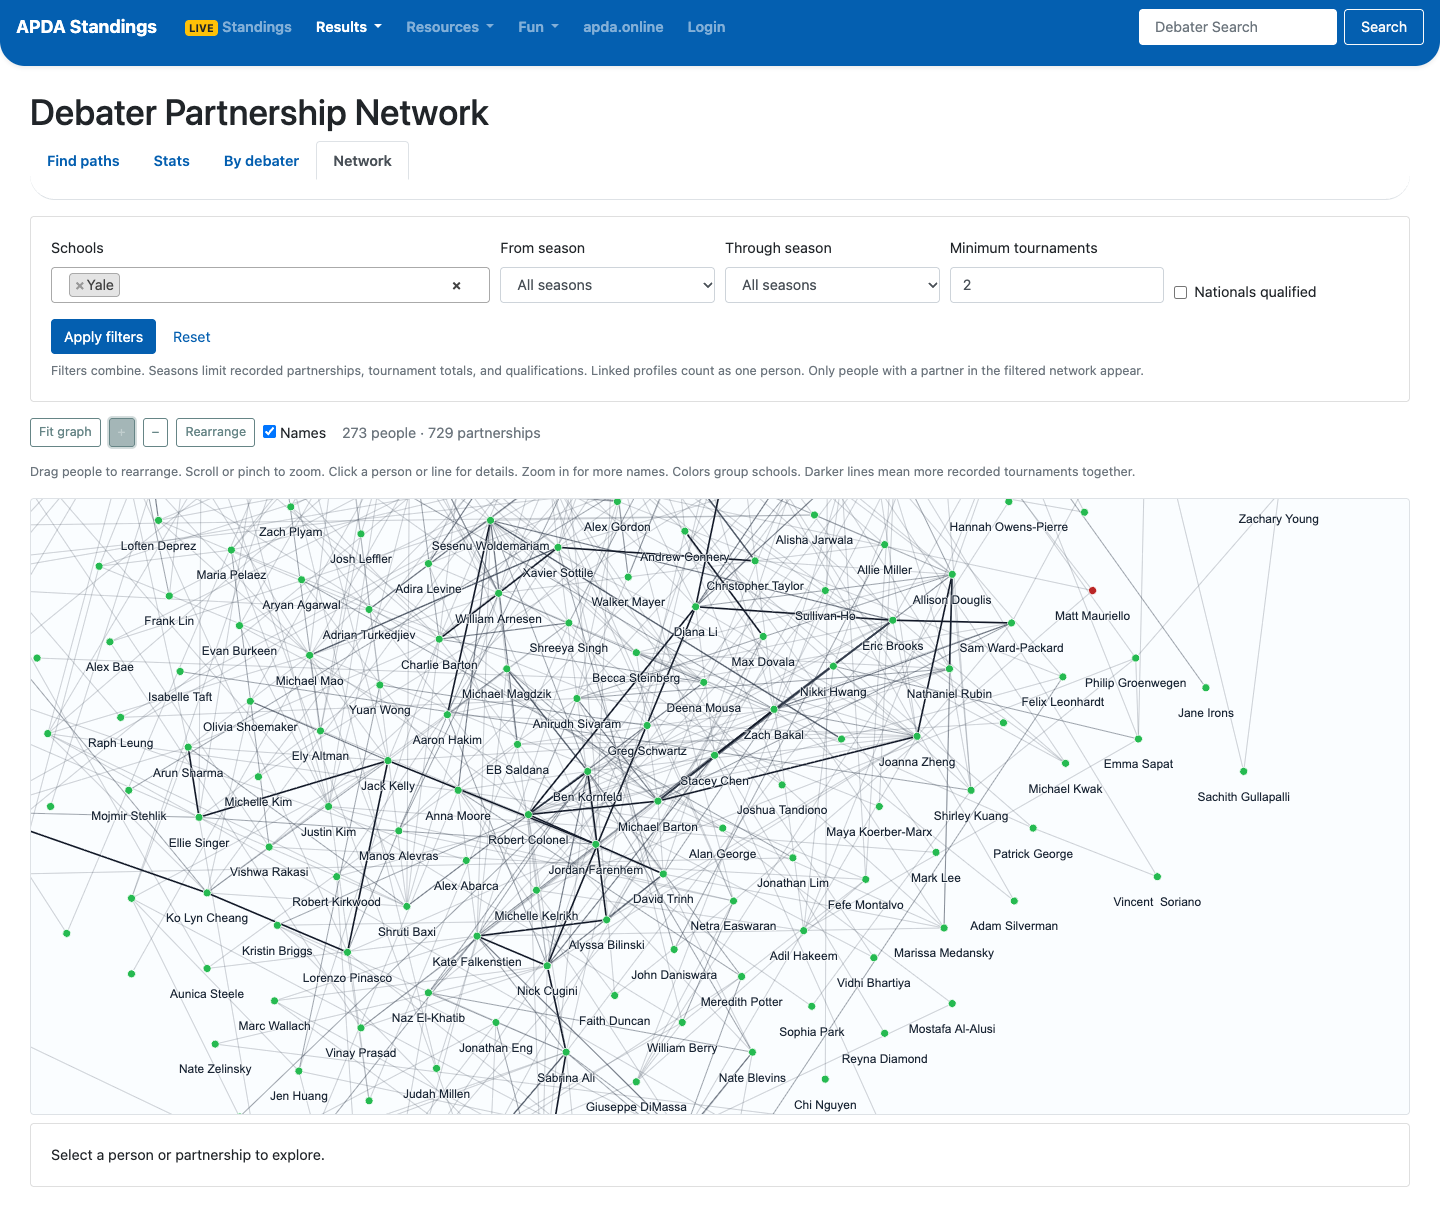 APDA Standings LIVE Standings Results Resources Fun apda.online Login Debater Search Search
Debater Partnership Network
Find paths Stats By debater Network
Schools From season Through season Minimum tournaments
× Yale × All seasons All seasons 2 Nationals qualified
Apply filters Reset
Filters combine. Seasons limit recorded partnerships, tournament totals, and qualifications. Linked profiles count as one person. Only people with a partner in the filtered network appear.
Fit graph + − Rearrange Names 273 people · 729 partnerships
Drag people to rearrange. Scroll or pinch to zoom. Click a person or line for details. Zoom in for more names. Colors group schools. Darker lines mean more recorded tournaments together.
Zachary Young
Alex Gordon Hannah Owens-Pierre
Zach Plyam Alisha Jarwala
Loften Deprez Sesenu Woldemariam
Josh Leffler Andrew Connery
Maria Pelaez Xavier Sottile Allie Miller
Adira Levine Christopher Taylor
Aryan Agarwal Walker Mayer Allison Douglis
Frank Lin William Arnesen Sullivan Ho Matt Mauriello
Adrian Turkedjiev Diana Li
Evan Burkeen Shreeya Singh Eric Brooks Sam Ward-Packard
Alex Bae Charlie Barton Max Dovala
Michael Mao Becca Steinberg Philip Groenwegen
Isabelle Taft Michael Magdzik Nikki Hwang Nathaniel Rubin
Yuan Wong Deena Mousa Felix Leonhardt
Olivia Shoemaker Anirudh Sivaram Jane Irons
Raph Leung Aaron Hakim Zach Bakal
Ely Altman Greg Schwartz
Arun Sharma EB Saldana Joanna Zheng Emma Sapat
Jack Kelly Stacey Chen Michael Kwak
Michelle Kim Ben Kornfeld Sachith Gullapalli
Mojmir Stehlik Anna Moore Joshua Tandiono Shirley Kuang
Justin Kim Michael Barton Maya Koerber-Marx
Ellie Singer Robert Colonel
Manos Alevras Alan George Patrick George
Vishwa Rakasi Jordan Farenhem
Alex Abarca Jonathan Lim Mark Lee
Robert Kirkwood David Trinh Fefe Montalvo Vincent Soriano
Ko Lyn Cheang Michelle Kelrikh
Shruti Baxi Netra Easwaran Adam Silverman
Kristin Briggs Alyssa Bilinski Adil Hakeem Marissa Medansky
Kate Falkenstien
Lorenzo Pinasco John Daniswara Vidhi Bhartiya
Aunica Steele Nick Cugini Meredith Potter
Marc Wallach Naz El-Khatib Faith Duncan Sophia Park Mostafa Al-Alusi
Vinay Prasad Jonathan Eng William Berry Reyna Diamond
Nate Zelinsky Sabrina Ali Nate Blevins
Jen Huang Judah Millen Giuseppe DiMassa Chi Nguyen
Select a person or partnership to explore.